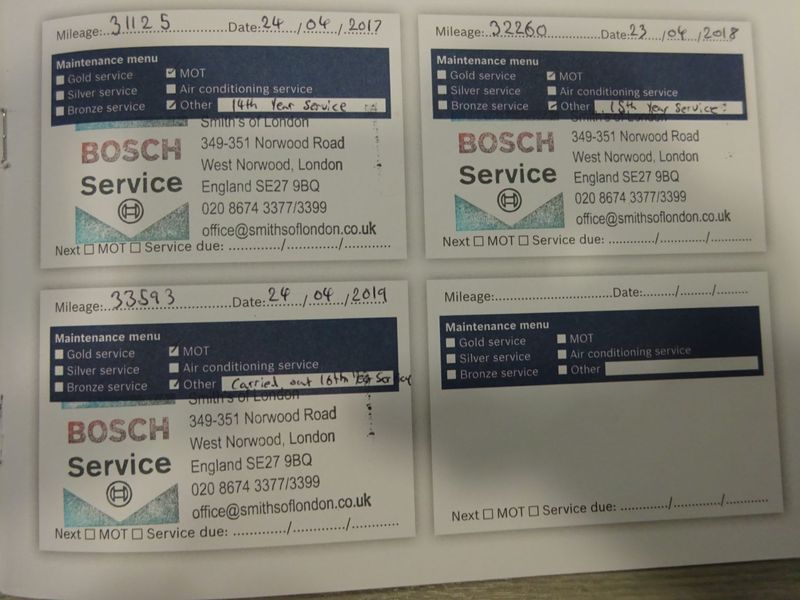 Mileage:..31125..........Date:24/04/2017
Maintenance menu
Gold service MOT
Silver service Air conditioning service
Bronze service Other 14th Year Service
Smith's of London
BOSCH
Service
349-351 Norwood Road
West Norwood, London
England SE27 9BQ
020 8674 3377/3399
office@smithsoflondon.co.uk
Next MOT Service due: ............/............/............
Mileage:..32260..........Date:23/04/2018
Maintenance menu
Gold service MOT
Silver service Air conditioning service
Bronze service Other 15th Year Service:
Smith's of London
BOSCH
Service
349-351 Norwood Road
West Norwood, London
England SE27 9BQ
020 8674 3377/3399
office@smithsoflondon.co.uk
Next MOT Service due: ............/............/............
Mileage:..33593..........Date:24/04/2019
Maintenance menu
Gold service MOT
Silver service Air conditioning service
Bronze service Other Carried out 16th Year Service
Smith's of London
BOSCH
Service
349-351 Norwood Road
West Norwood, London
England SE27 9BQ
020 8674 3377/3399
office@smithsoflondon.co.uk
Next MOT Service due: ............/............/............
Mileage:..............................Date:........./........./.........
Maintenance menu
Gold service MOT
Silver service Air conditioning service
Bronze service Other
Next MOT Service due: ............/............/............